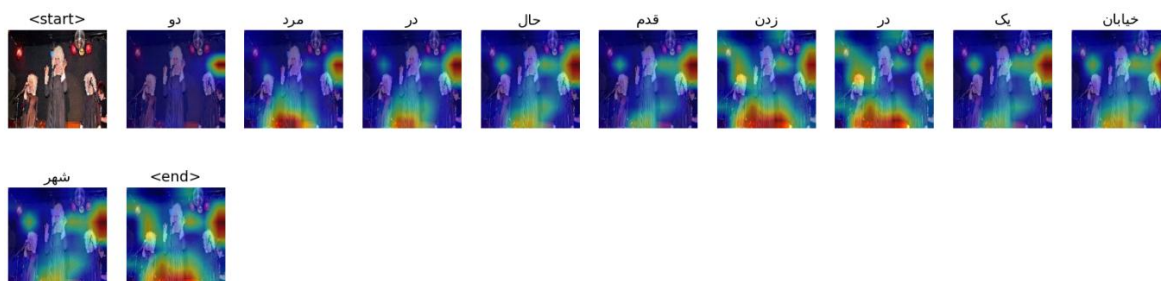 <start> دو مرد در حال قدم زدن در یک خیابان
شهر <end>